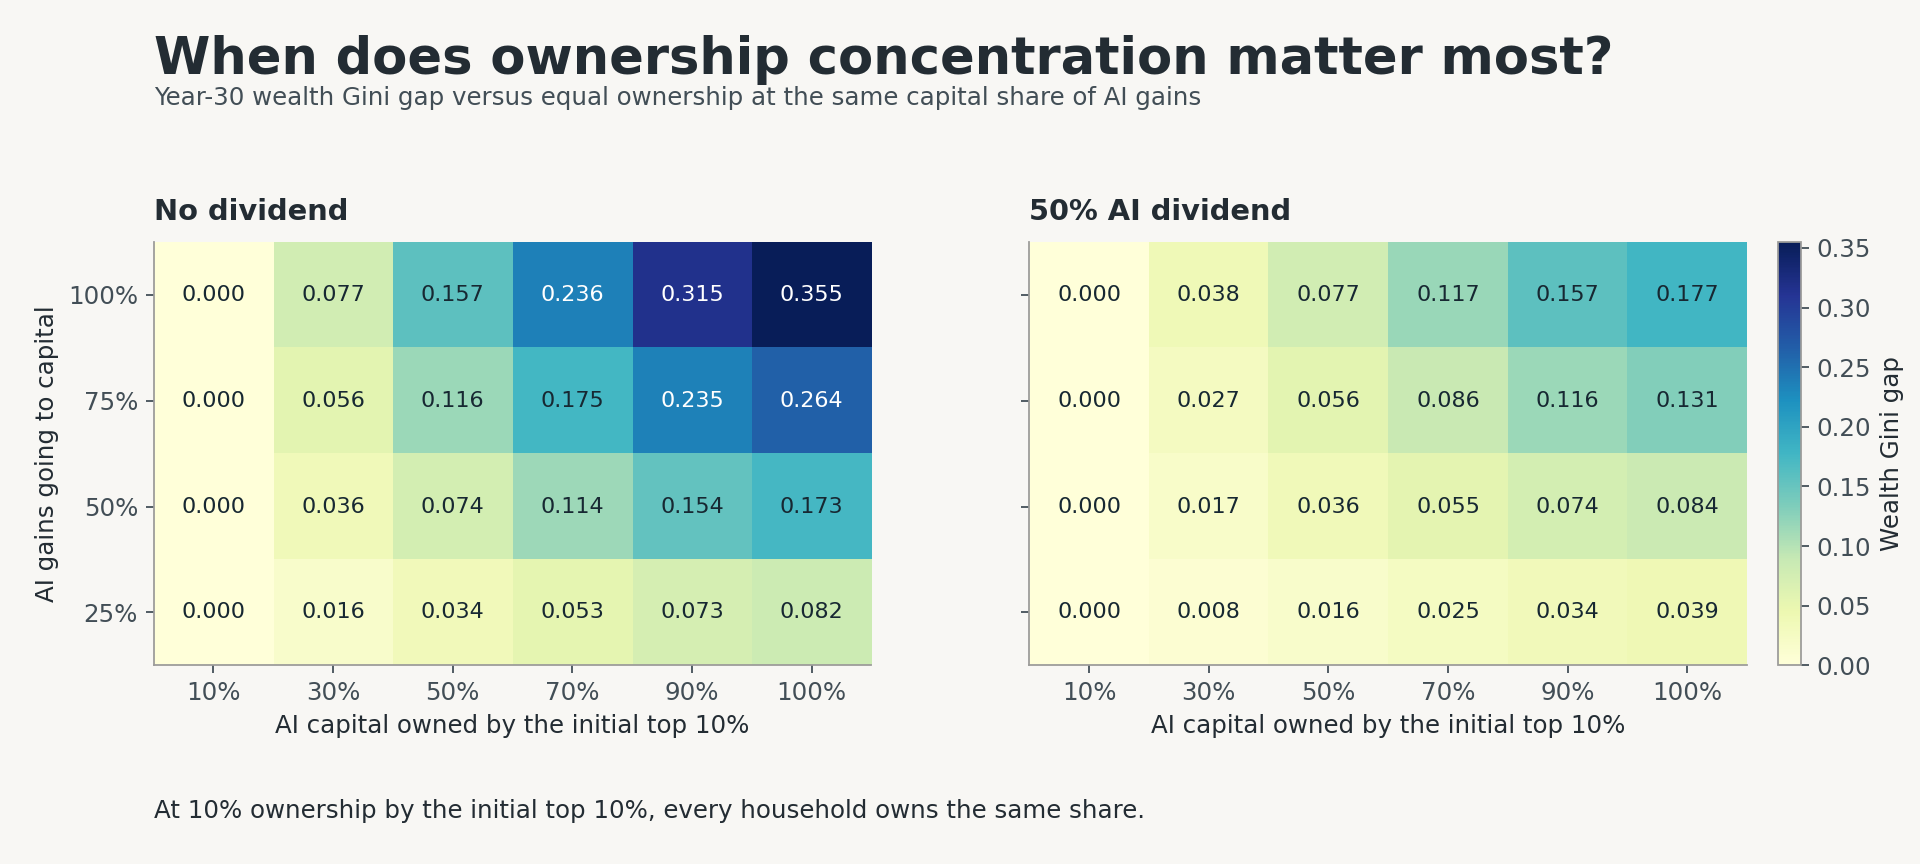 When does ownership concentration matter most?
Year-30 wealth Gini gap versus equal ownership at the same capital share of AI gains
No dividend
AI gains going to capital
100% 0.000 0.077 0.157 0.236 0.315 0.355
75% 0.000 0.056 0.116 0.175 0.235 0.264
50% 0.000 0.036 0.074 0.114 0.154 0.173
25% 0.000 0.016 0.034 0.053 0.073 0.082
10% 30% 50% 70% 90% 100%
AI capital owned by the initial top 10%
50% AI dividend
0.000 0.038 0.077 0.117 0.157 0.177
0.000 0.027 0.056 0.086 0.116 0.131
0.000 0.017 0.036 0.055 0.074 0.084
0.000 0.008 0.016 0.025 0.034 0.039
10% 30% 50% 70% 90% 100%
AI capital owned by the initial top 10%
0.35
0.30
0.25
0.20
0.15
0.10
0.05
0.00
Wealth Gini gap
At 10% ownership by the initial top 10%, every household owns the same share.